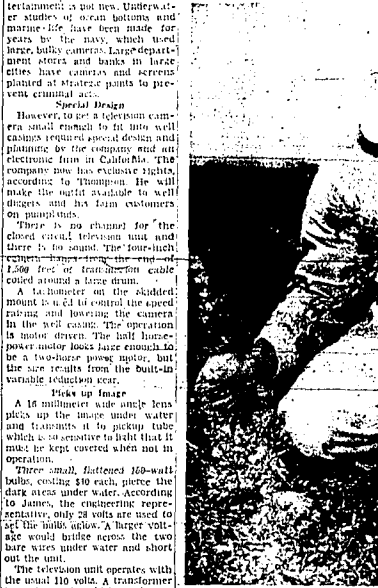 tertainment is not new. Underwat-
er studies of ocean bottoms and
marine life have been made for
years by the navy, which used
large, bulky cameras. Large depart-
ment stores and banks in large
cities have cameras and screens
planted at strategic points to pre-
vent criminal acts.
Special Design
However, to get a television cam-
era small enough to fit into well
casings required special design and
planning by the company and an
electronic firm in California. The
company now has exclusive rights,
according to Thompson. He will
make the outfit available to well
diggers and his farm customers
on pumplands.
There is no channel for the
closed circuit television unit and
there is no sound. The four-inch
camera hangs from the end of
1,500 feet of transmission cable
coiled around a large drum.
A tachometer on the skidded
mount is used to control the speed
raising and lowering the camera
in the well casing. The operation
is motor driven. The half horse-
power motor looks large enough to
be a two-horse power motor, but
the size results from the built-in
variable reduction gear.
Picks up Image
A 16 millimeter wide angle lens
picks up the image under water
and transmits it to pickup tube
which is so sensitive to light that it
must be kept covered when not in
operation.
Three small, flattened 160-watt
bulbs, costing $10 each, pierce the
dark areas under water. According
to James, the engineering repre-
sentative, only 28 volts are used to
set the bulbs aglow. A larger volt-
age would bridge across the two
bare wires under water and short
out the unit.
The television unit operates with
the usual 110 volts. A transformer